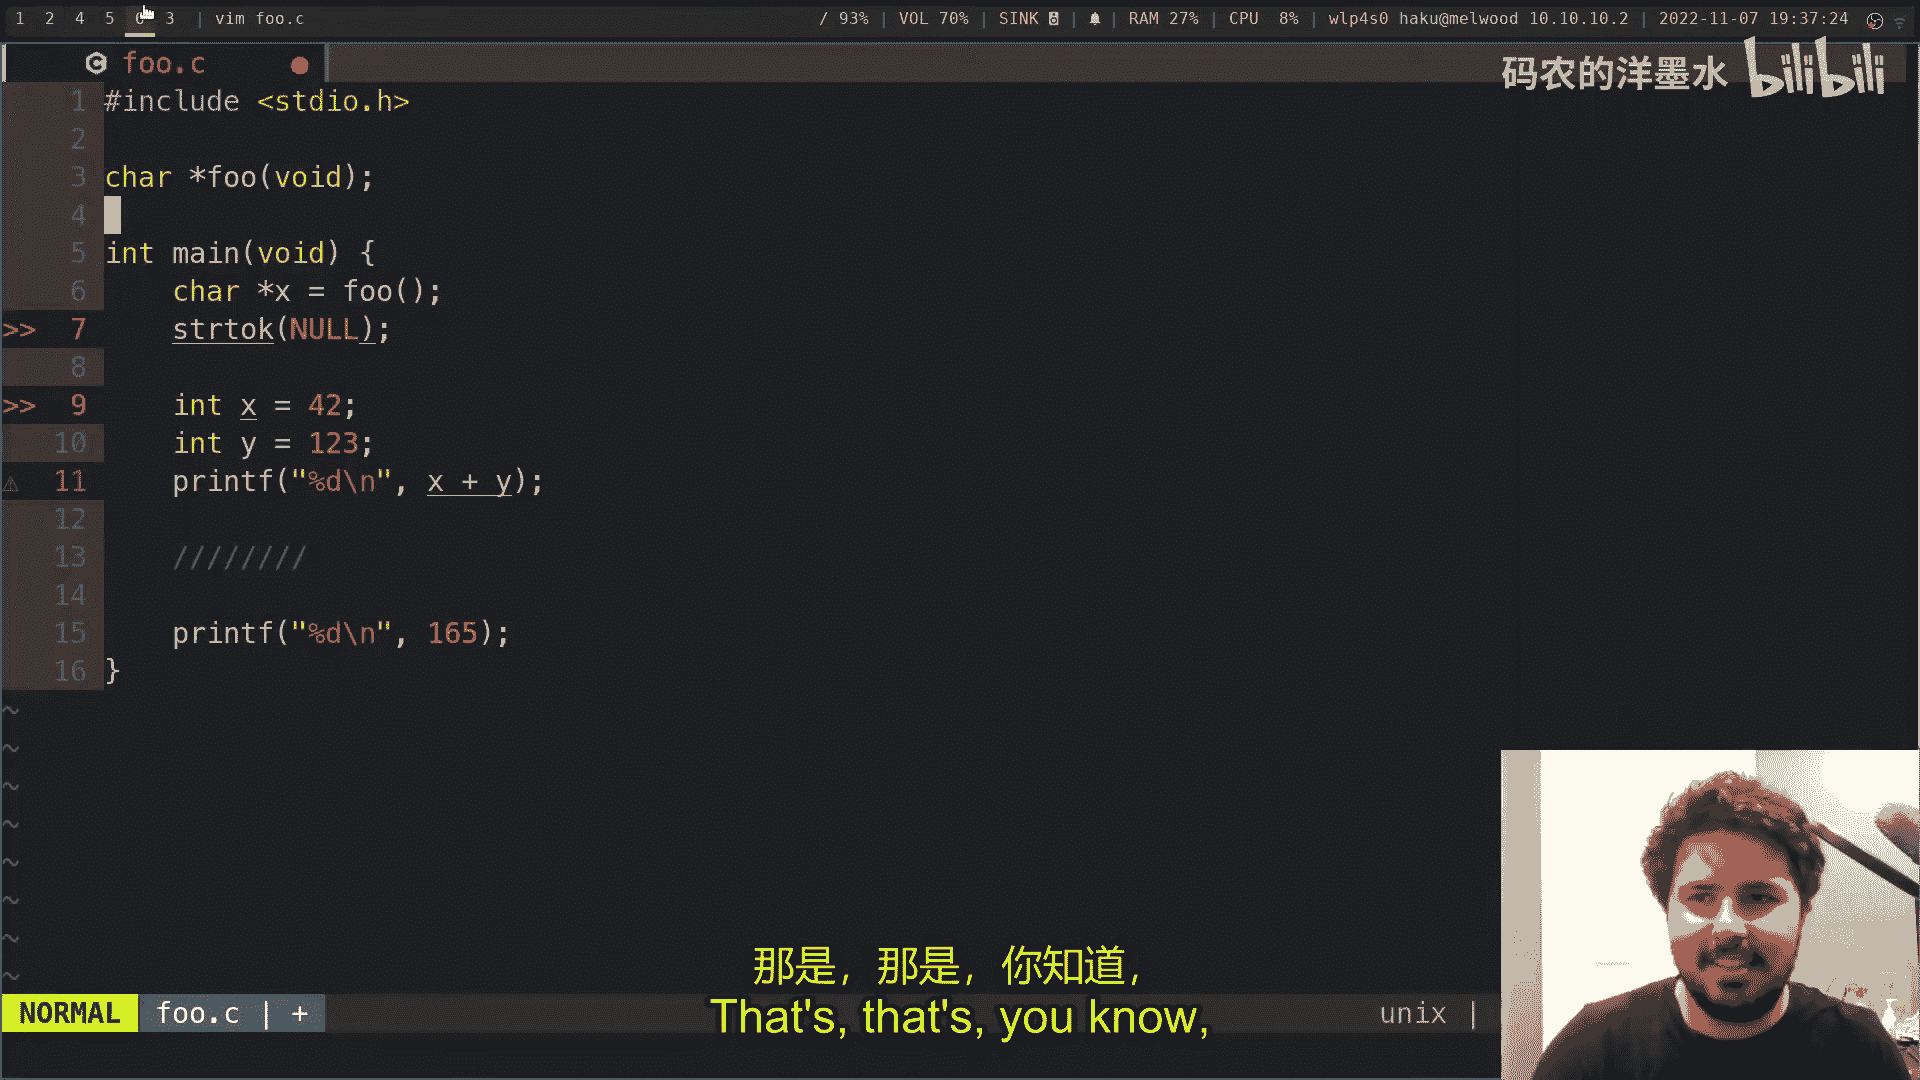 1 2 4 5 6 3 | vim foo.c / 93% | VOL 70% | SINK | | RAM 27% | CPU 8% | wlp4s0 haku@melwood 10.10.10.2 | 2022-11-07 19:37:24
foo.c
码农的洋墨水 bilibili
1 #include <stdio.h>
2
3 char *foo(void);
4
5 int main(void) {
6 char *x = foo();
>> 7 strtok(NULL);
8
>> 9 int x = 42;
10 int y = 123;
⚠ 11 printf("%d\n", x + y);
12
13 ////////
14
15 printf("%d\n", 165);
16 }
~
~
~
~
~
~
~
~
那是，那是，你知道，
NORMAL foo.c | + That's, that's, you know, unix |